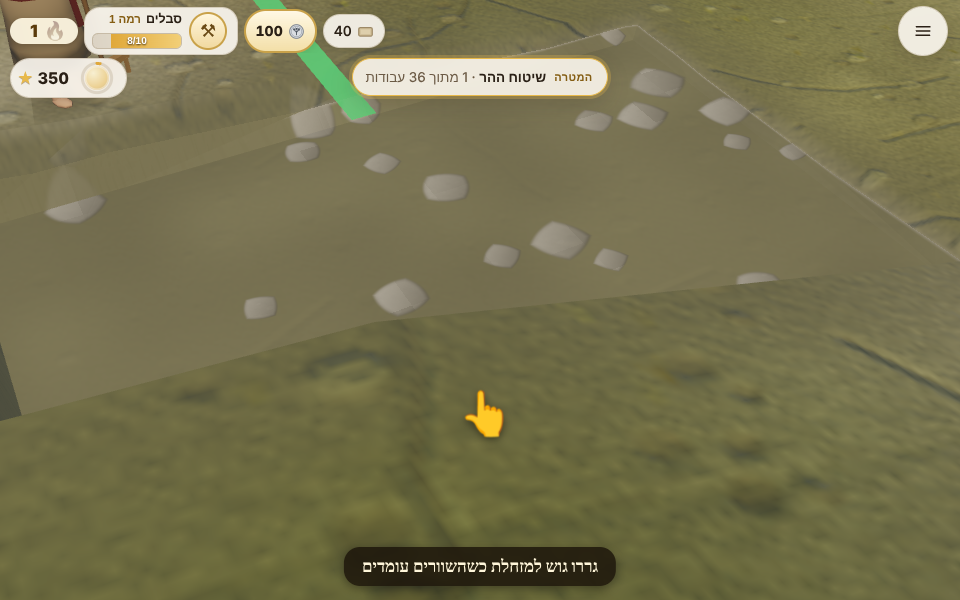 סבלים רמה 1
8/10
1
100
40
350
המטרה שיטוח ההר · 1 מתוך 36 עבודות
גררו גוש למזחלת כשהשוורים עומדים